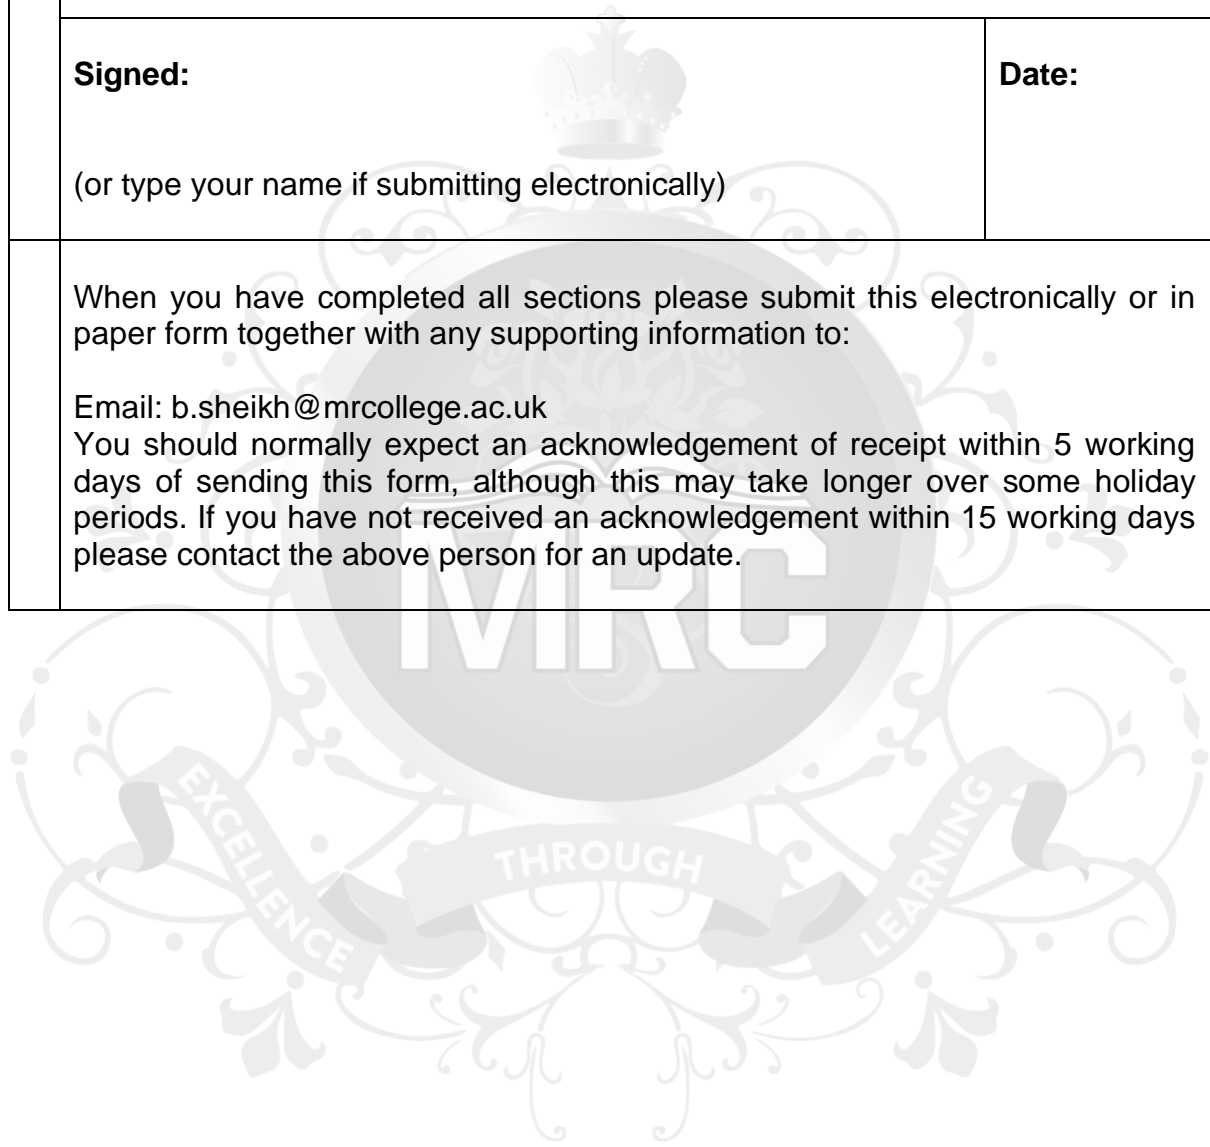 Signed:
Date:
(or type your name if submitting electronically)
When you have completed all sections please submit this electronically or in
paper form together with any supporting information to:
Email: b.sheikh@mrcollege.ac.uk
You should normally expect an acknowledgement of receipt within 5 working
days of sending this form, although this may take longer over some holiday
periods. If you have not received an acknowledgement within 15 working days
please contact the above person for an update.
MRC
EXCELLENCE
THROUGH
LEARNING